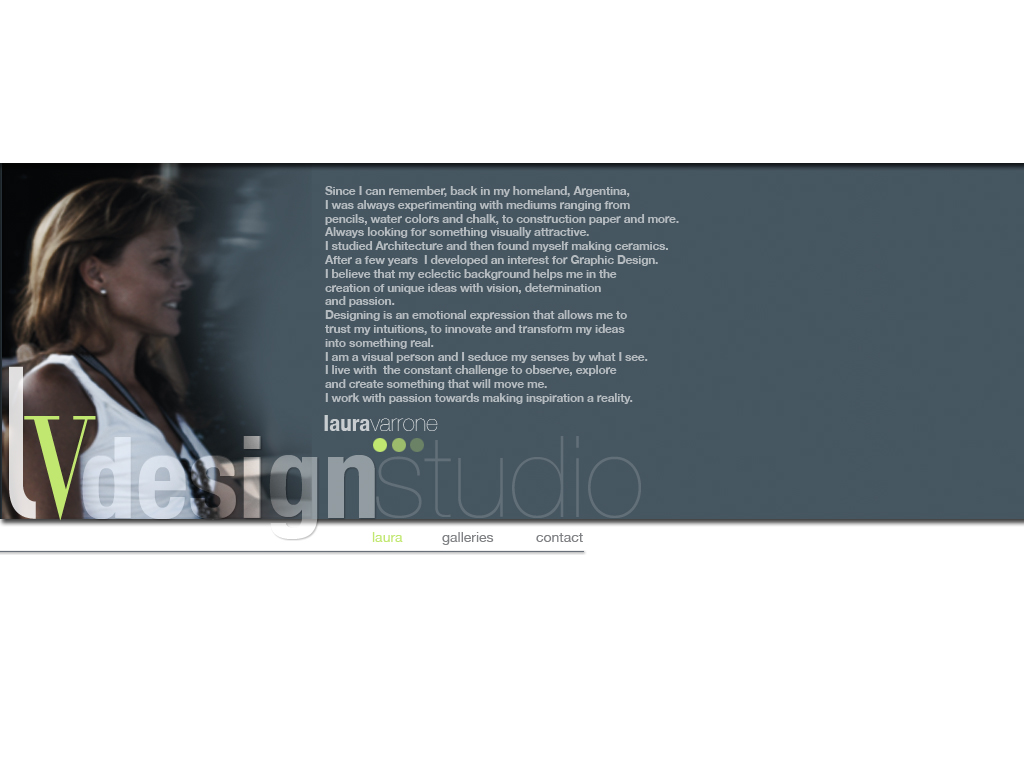 Since I can remember, back in my homeland, Argentina,
I was always experimenting with mediums ranging from
pencils, water colors and chalk, to construction paper and more.
Always looking for something visually attractive.
I studied Architecture and then found myself making ceramics.
After a few years  I developed an interest for Graphic Design.
I believe that my eclectic background helps me in the
creation of unique ideas with vision, determination
and passion.
Designing is an emotional expression that allows me to
trust my intuitions, to innovate and transform my ideas
into something real.
I am a visual person and I seduce my senses by what I see.
I live with  the constant challenge to observe, explore
and create something that will move me.
I work with passion towards making inspiration a reality.
lauravarrone
lvdesignstudio
laura galleries contact